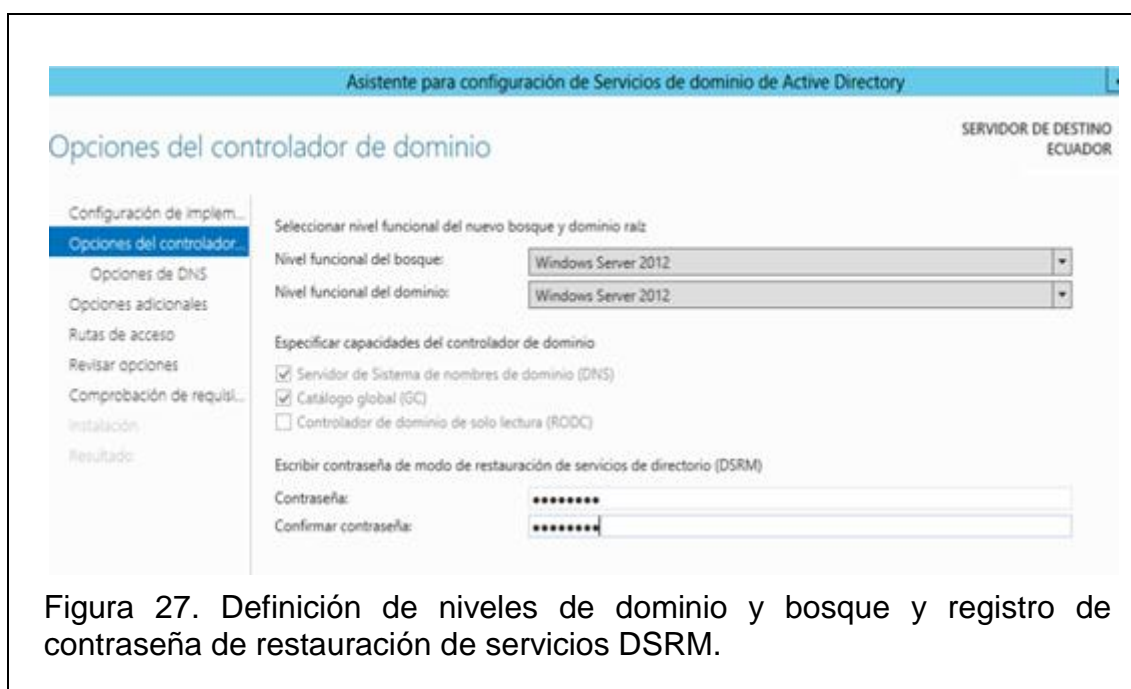 Asistente para configuración de Servicios de dominio de Active Directory
Opciones del controlador de dominio
SERVIDOR DE DESTINO
ECUADOR
Configuración de implem...
Opciones del controlador...
Opciones de DNS
Opciones adicionales
Rutas de acceso
Revisar opciones
Comprobación de requisi...
Instalación
Resultado
Seleccionar nivel funcional del nuevo bosque y dominio raíz
Nivel funcional del bosque: Windows Server 2012
Nivel funcional del dominio: Windows Server 2012
Especificar capacidades del controlador de dominio
Servidor de Sistema de nombres de dominio (DNS)
Catálogo global (GC)
Controlador de dominio de solo lectura (RODC)
Escribir contraseña de modo de restauración de servicios de directorio (DSRM)
Contraseña: ••••••••
Confirmar contraseña: ••••••••
Figura 27. Definición de niveles de dominio y bosque y registro de
contraseña de restauración de servicios DSRM.